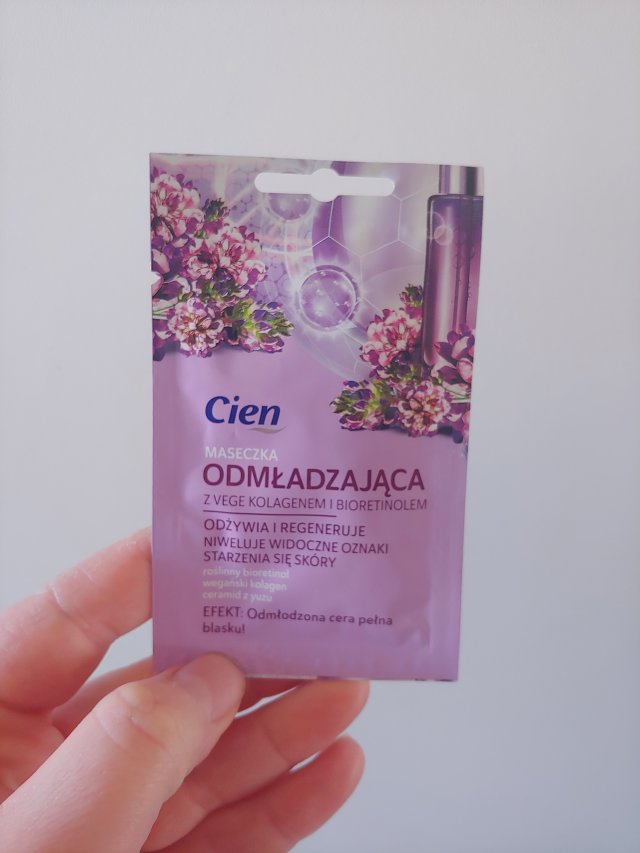 Cien
MASECZKA
ODMŁADZAJĄCA
Z VEGE KOLAGENEM I BIORETINOLEM
ODŻYWIA I REGENERUJE
NIWELUJE WIDOCZNE OZNAKI
STARZENIA SIĘ SKÓRY
roślinny bioretinol
wegański kolagen
ceramid z yuzu
EFEKT: Odmłodzona cera pełna
blasku!